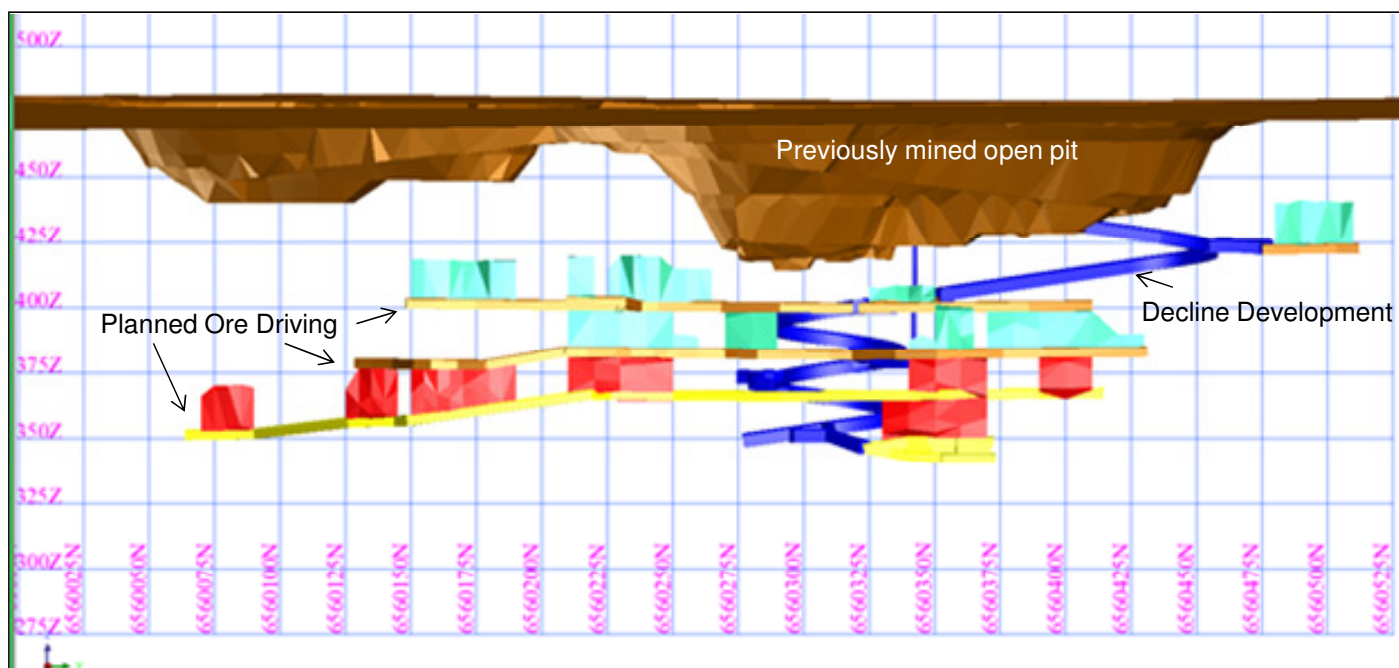 500Z
Previously mined open pit
450Z
425Z
400Z
Decline Development
Planned Ore Driving
375Z
350Z
325Z
300Z
275Z
6560025N
6560050N
6560075N
6560100N
6560125N
6560150N
6560175N
6560200N
6560225N
6560250N
6560275N
6560300N
6560325N
6560350N
6560375N
6560400N
6560425N
6560450N
6560475N
6560500N
6560525N